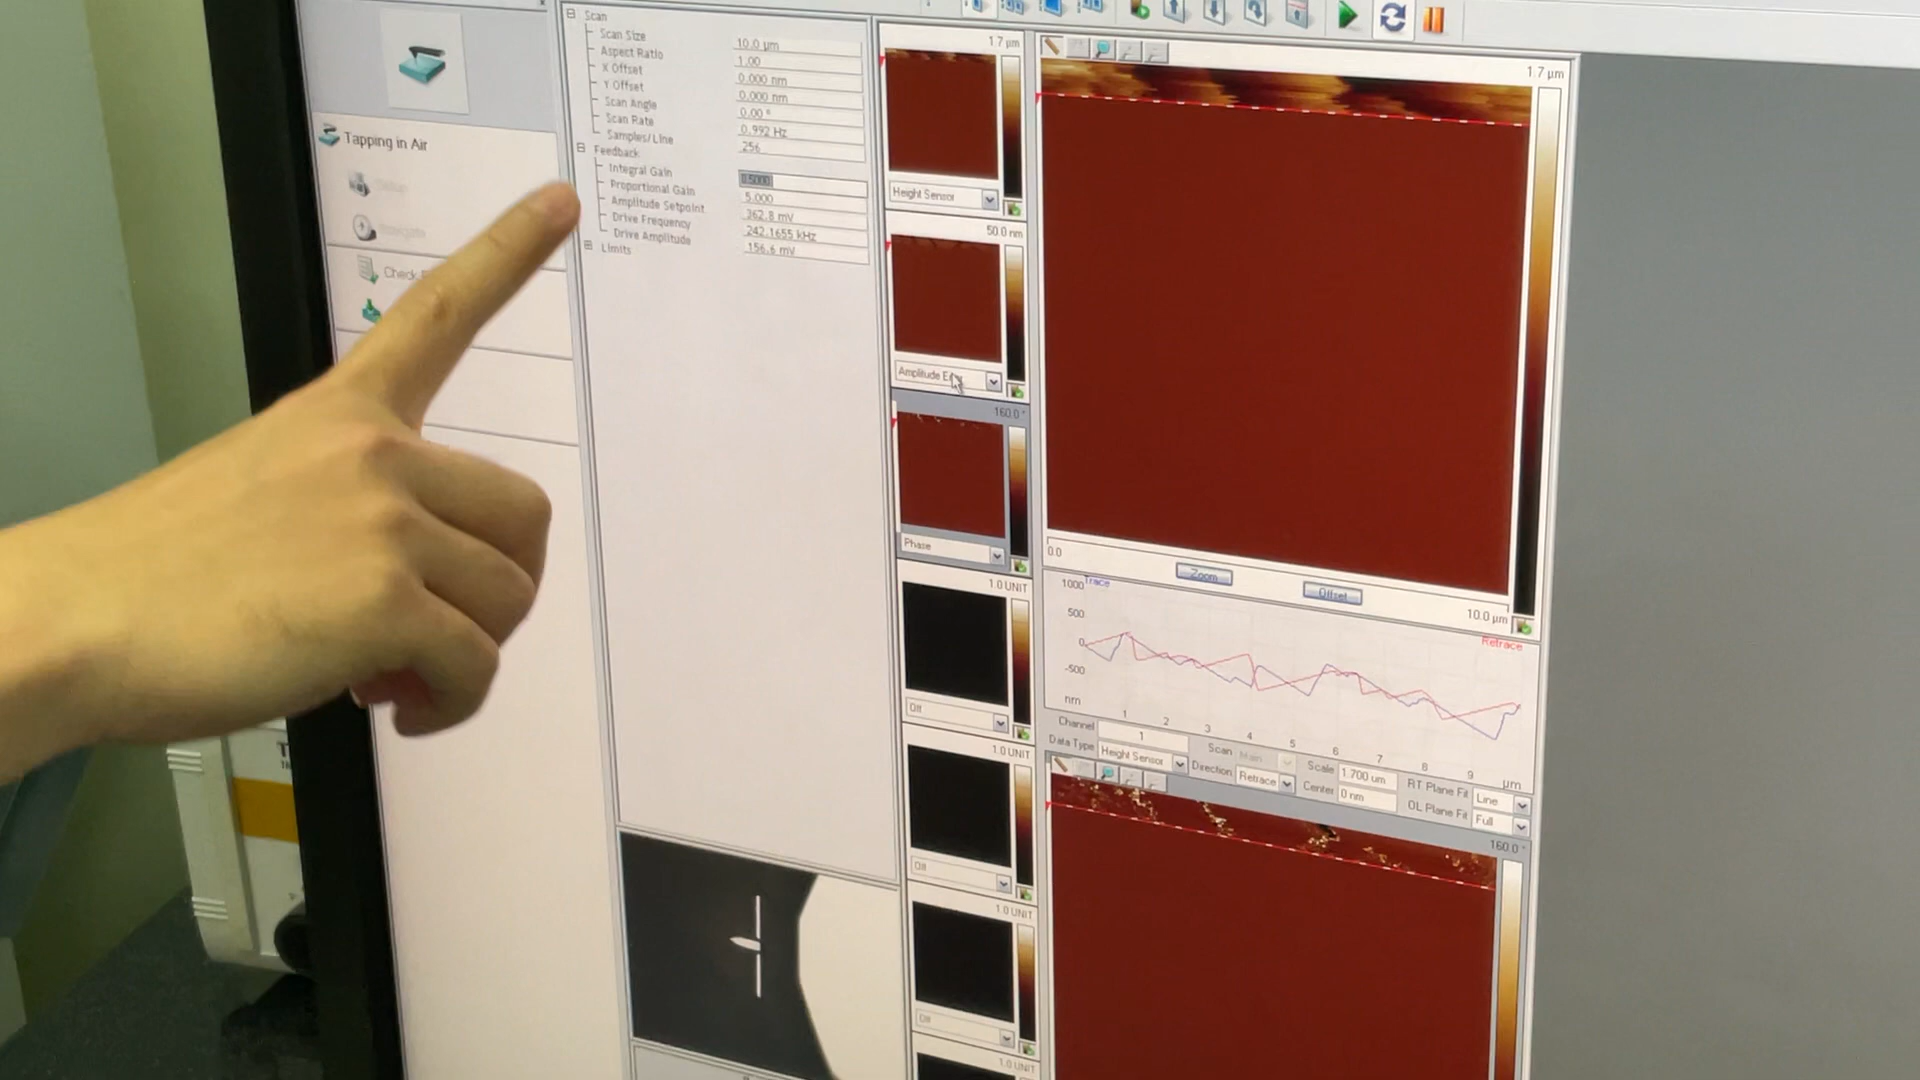 Tapping in Air
Check
Scan
Scan Size 10.0 µm
Aspect Ratio 1.00
X Offset 0.000 nm
Y Offset 0.000 nm
Scan Angle 0.00 °
Scan Rate 0.992 Hz
Samples/Line 256
Feedback
Integral Gain
Proportional Gain 5.000
Amplitude Setpoint 362.8 mV
Drive Frequency 242.1655 kHz
Drive Amplitude 156.6 mV
Limits
1.7 µm
Height Sensor
50.0 nm
Amplitude E
160.0 °
Phase
1.0 UNIT
Off
1.0 UNIT
Off
1.0 UNIT
Off
1.0 UNIT
1.7 µm
0.0
Zoom
Offset
10.0 µm
Trace
Retrace
1000
500
0
-500
nm
1 2 3 4 5 6 7 8 9 µm
Channel 1
Scan Main Scale 1.700 um RT Plane Fit Line
Data Type Height Sensor Direction Retrace Center 0 nm OL Plane Fit Full
160.0 °